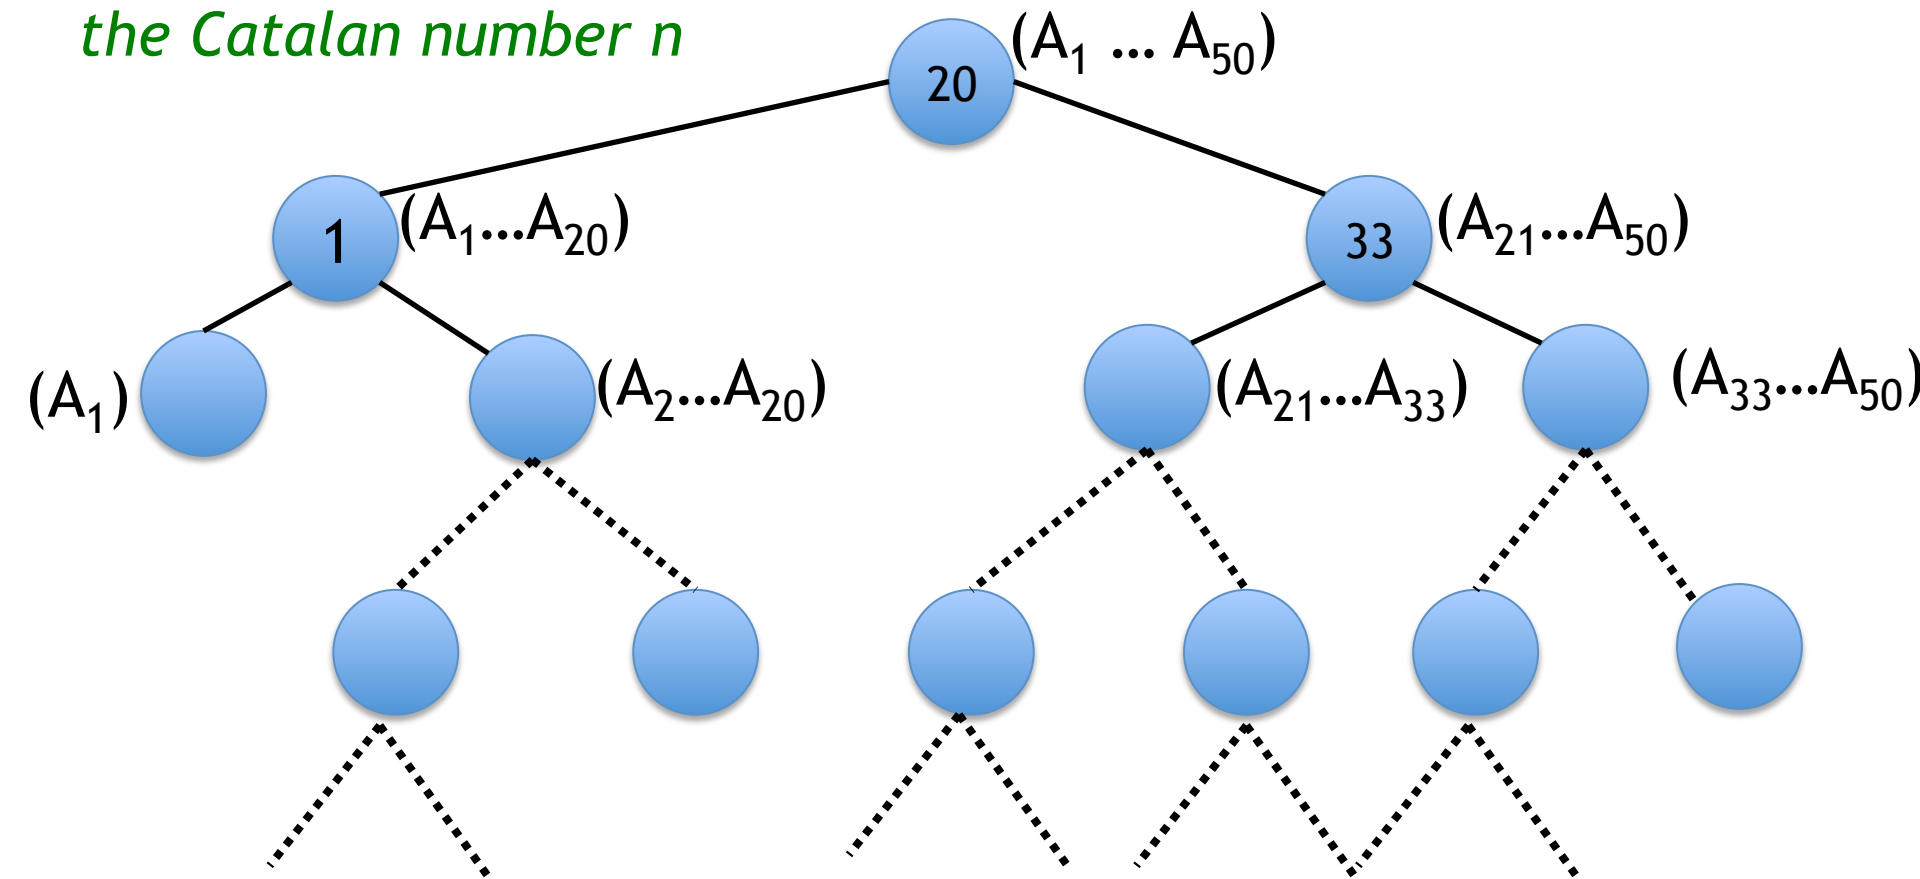 the Catalan number n
(A1 ... A50)
20
1
(A1...A20)
33
(A21...A50)
(A1)
(A2...A20)
(A21...A33)
(A33...A50)